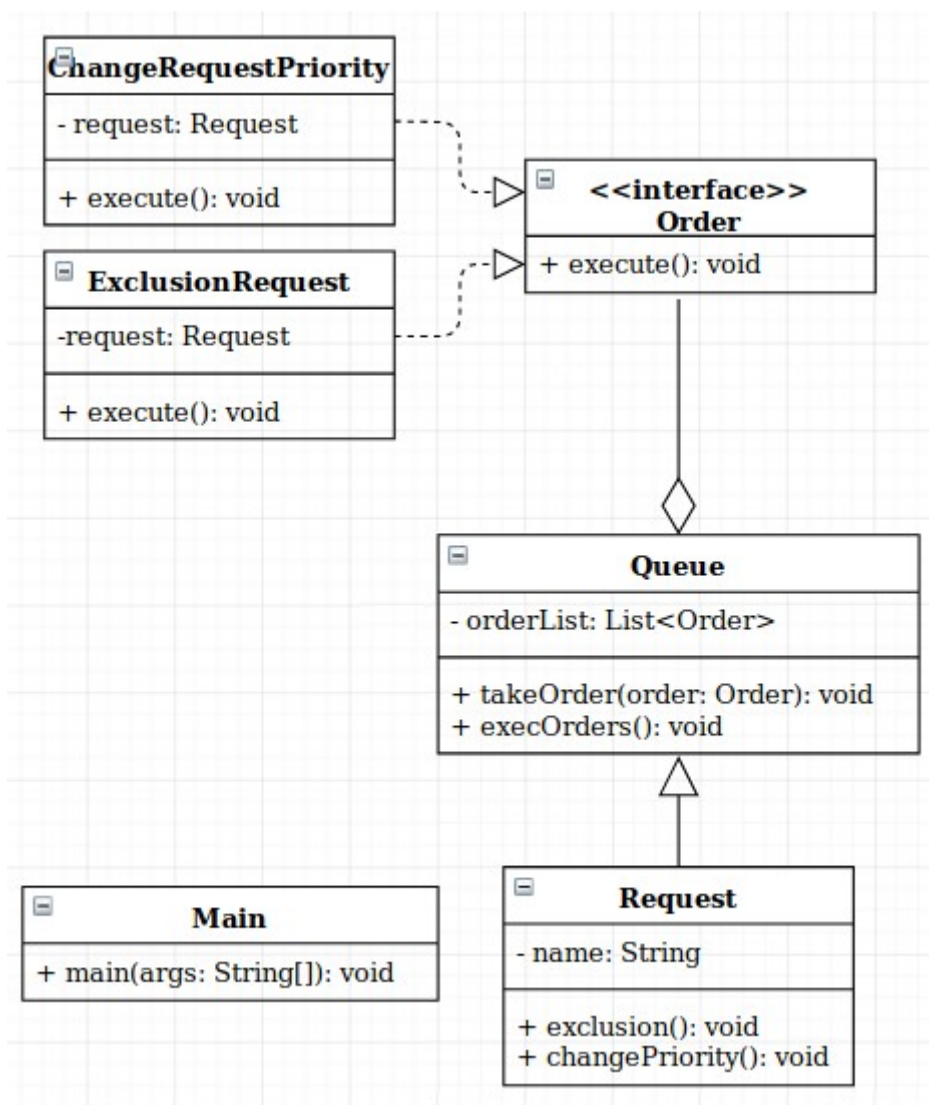 ChangeRequestPriority
- request: Request
+ execute(): void
<<interface>>
Order
+ execute(): void
ExclusionRequest
-request: Request
+ execute(): void
Queue
- orderList: List<Order>
+ takeOrder(order: Order): void
+ execOrders(): void
Main
+ main(args: String[]): void
Request
- name: String
+ exclusion(): void
+ changePriority(): void